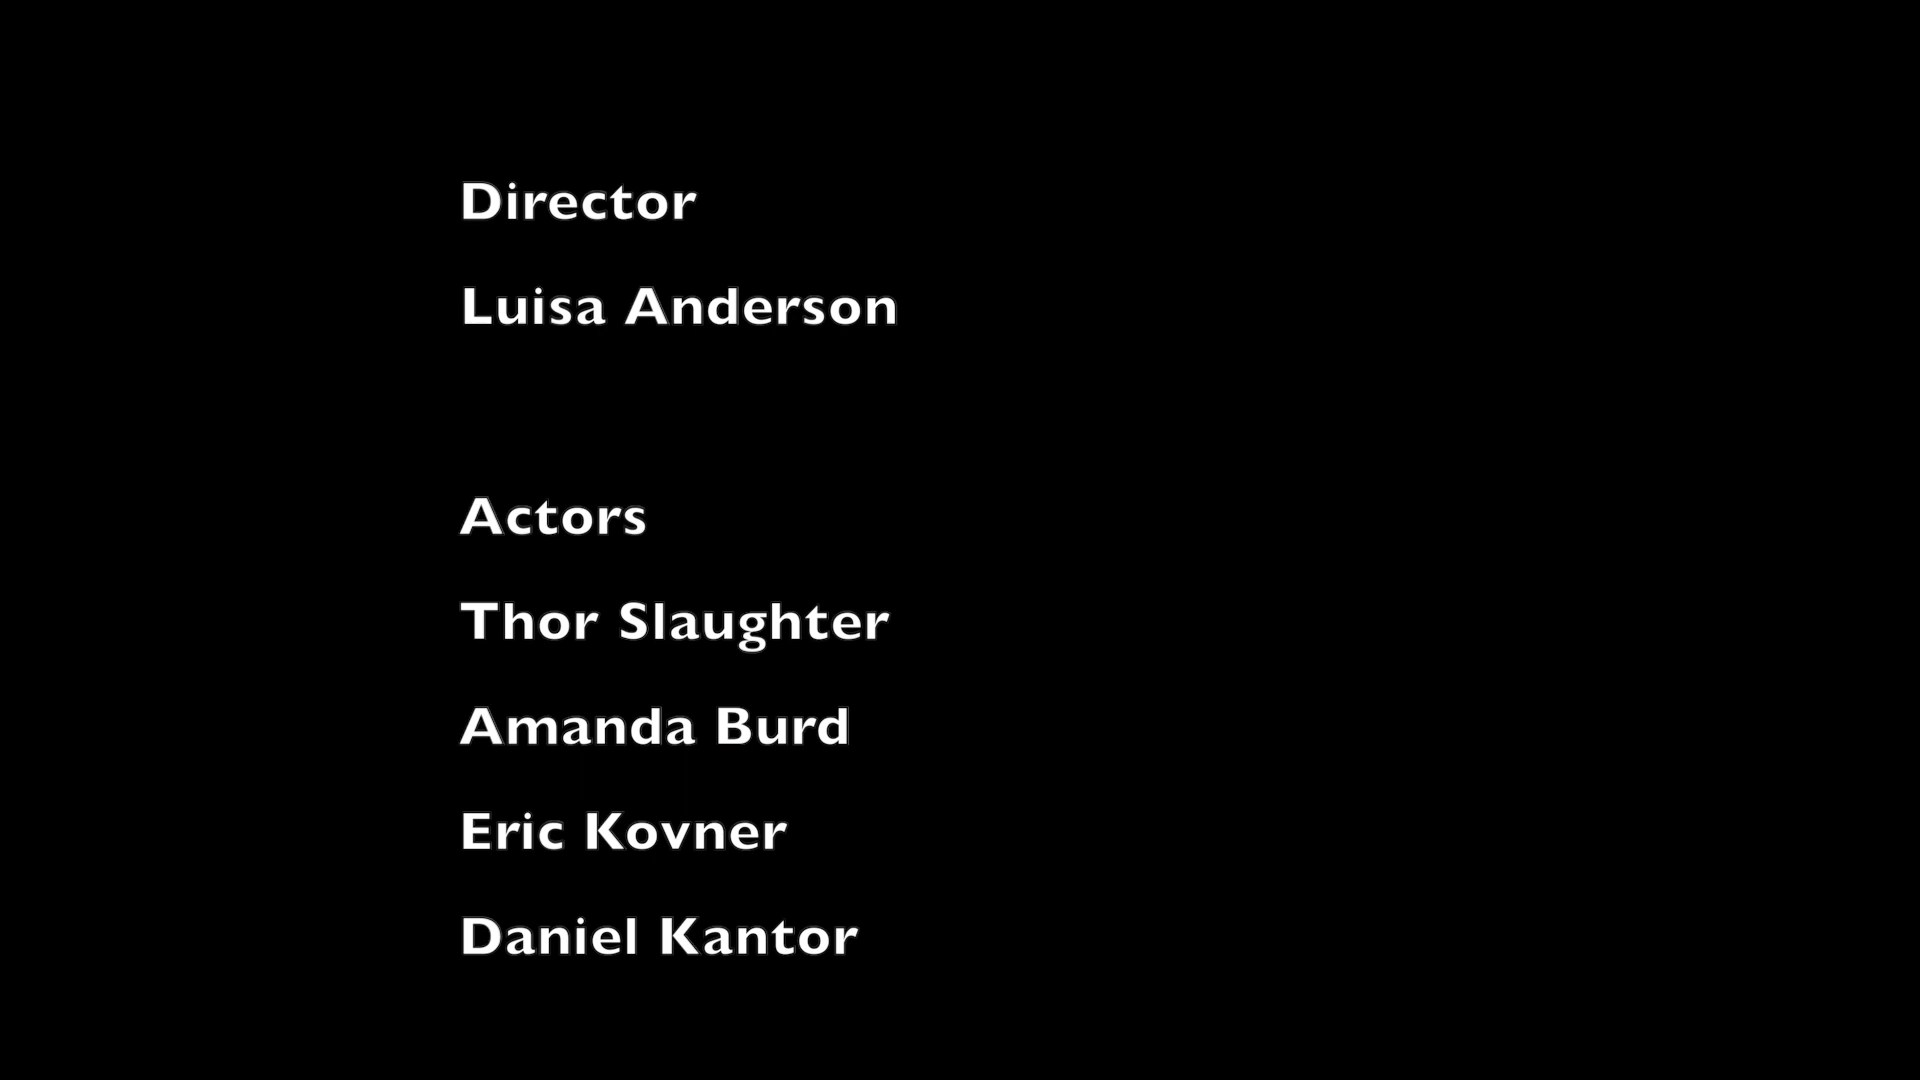 Director
Luisa Anderson
Actors
Thor Slaughter
Amanda Burd
Eric Kovner
Daniel Kantor